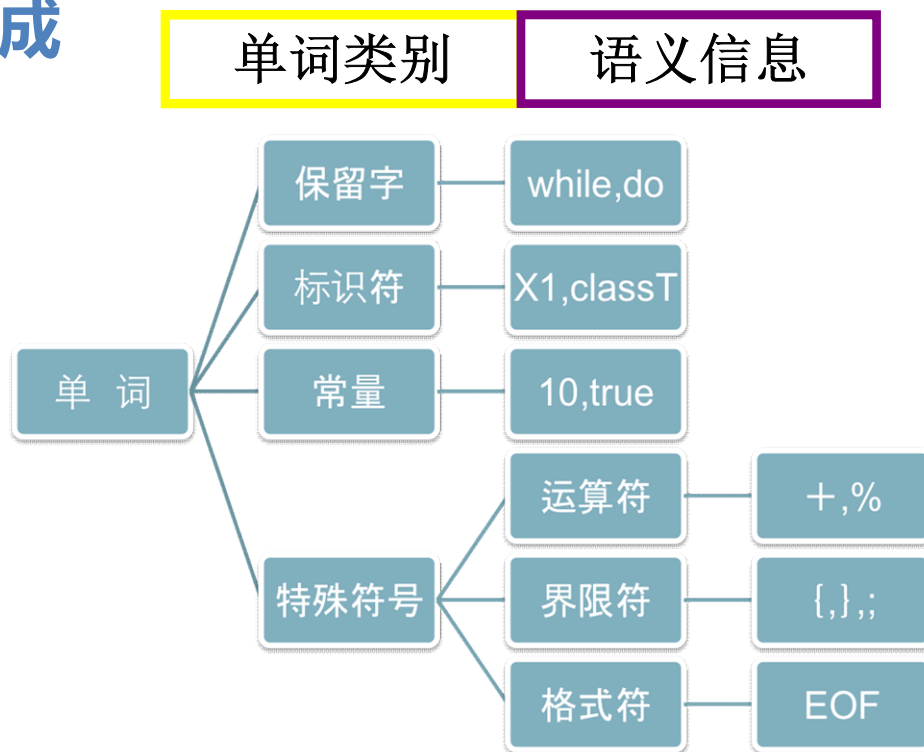 成
单词类别 语义信息
保留字 while,do
标识符 X1,classT
单 词 常量 10,true
运算符 +,%
特殊符号 界限符 {,},;
格式符 EOF